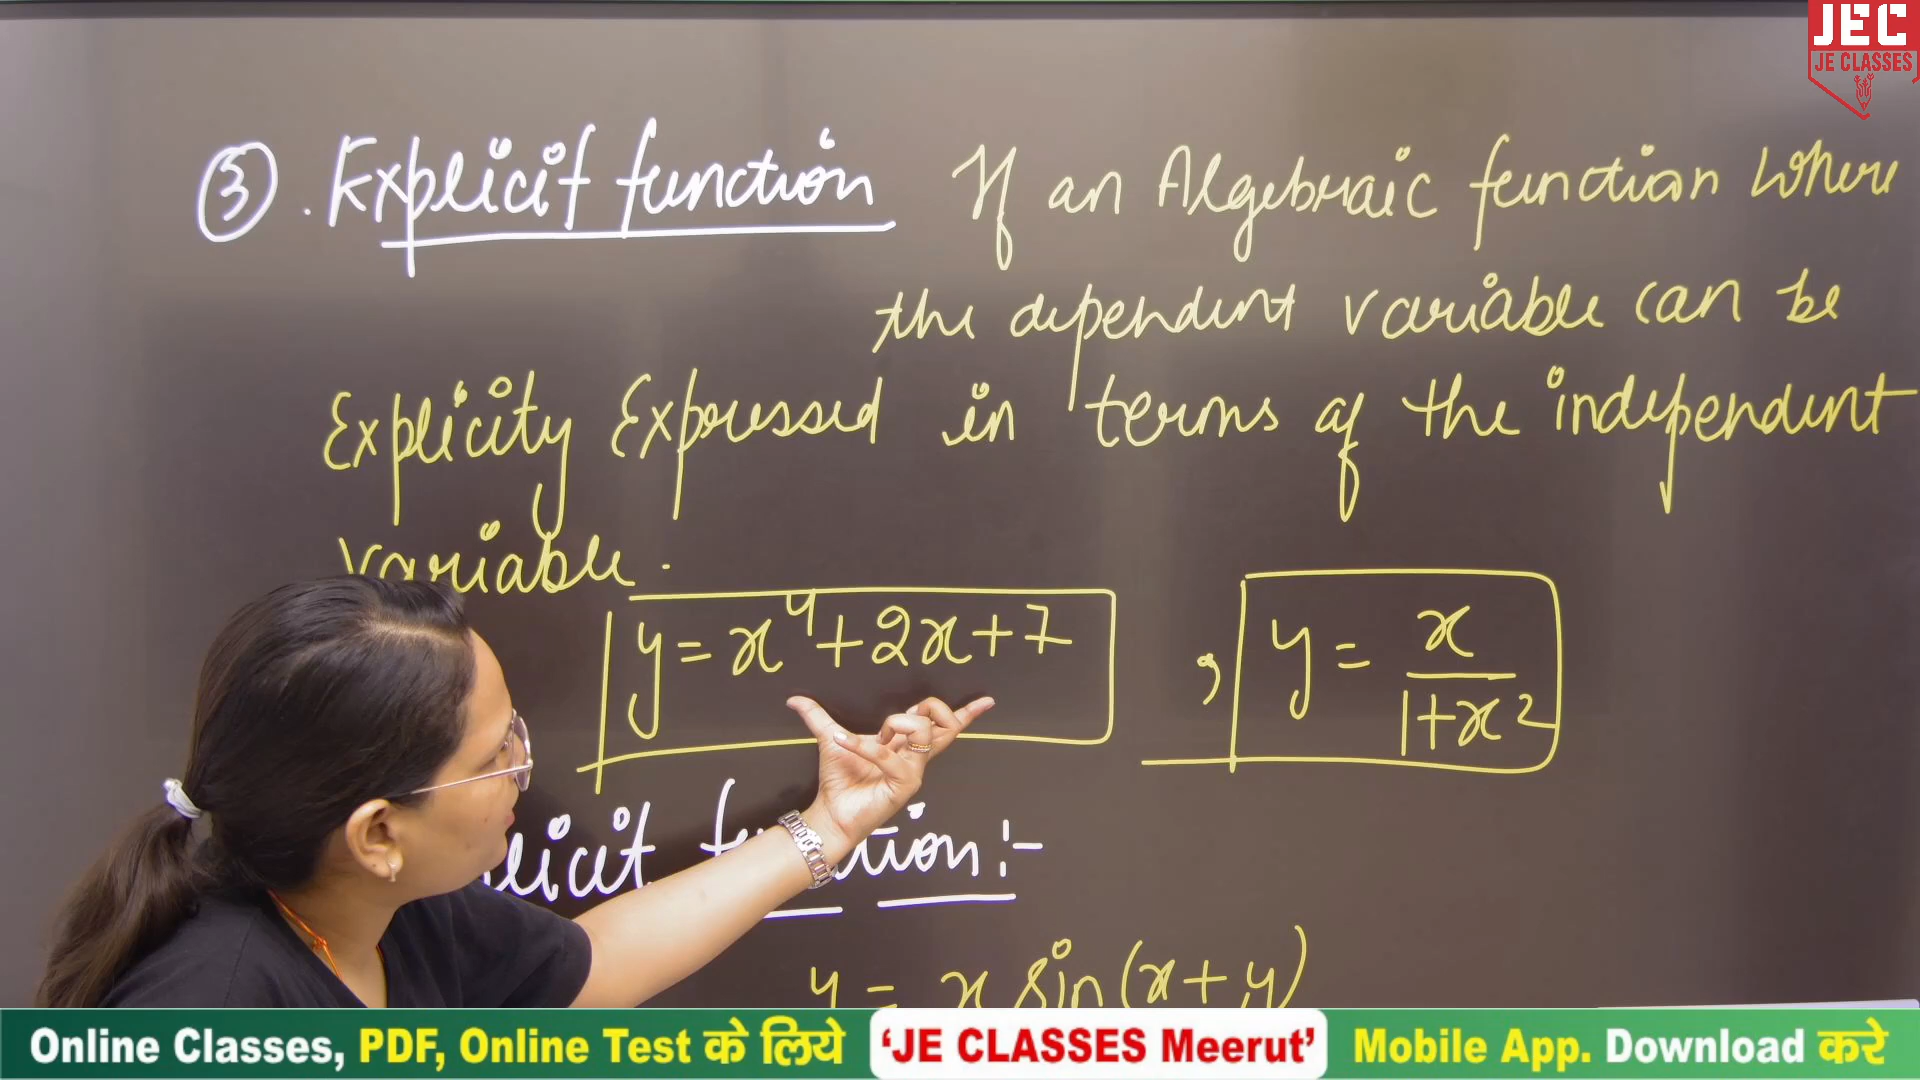 JEC
JE CLASSES
③. Explicit function If an Algebraic function Where
the dependent variable can be
Explicity Expressed in terms of the independent
variable.
y = x⁴ + 2x + 7 , y = x/(1+x²)
licit function :-
y = x sin(x + y)
Online Classes, PDF, Online Test के लिये 'JE CLASSES Meerut' Mobile App. Download करे